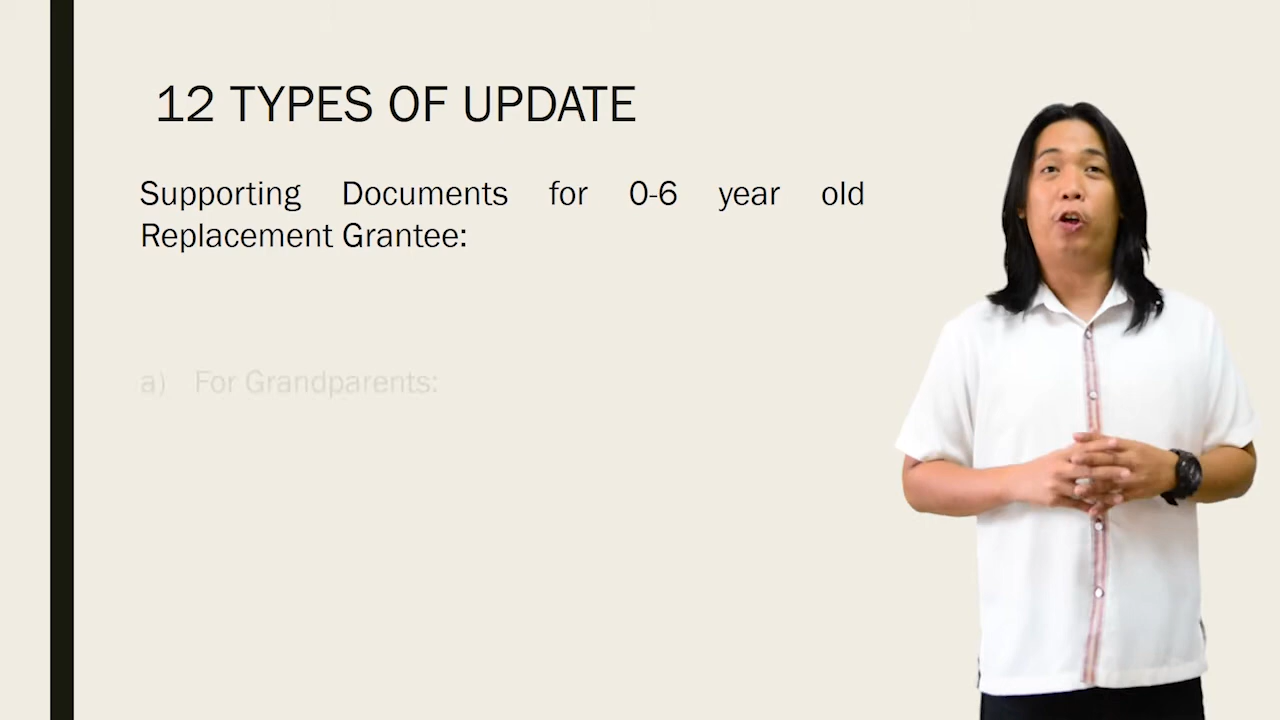 12 TYPES OF UPDATE
Supporting Documents for 0-6 year old
Replacement Grantee:
a) For Grandparents: